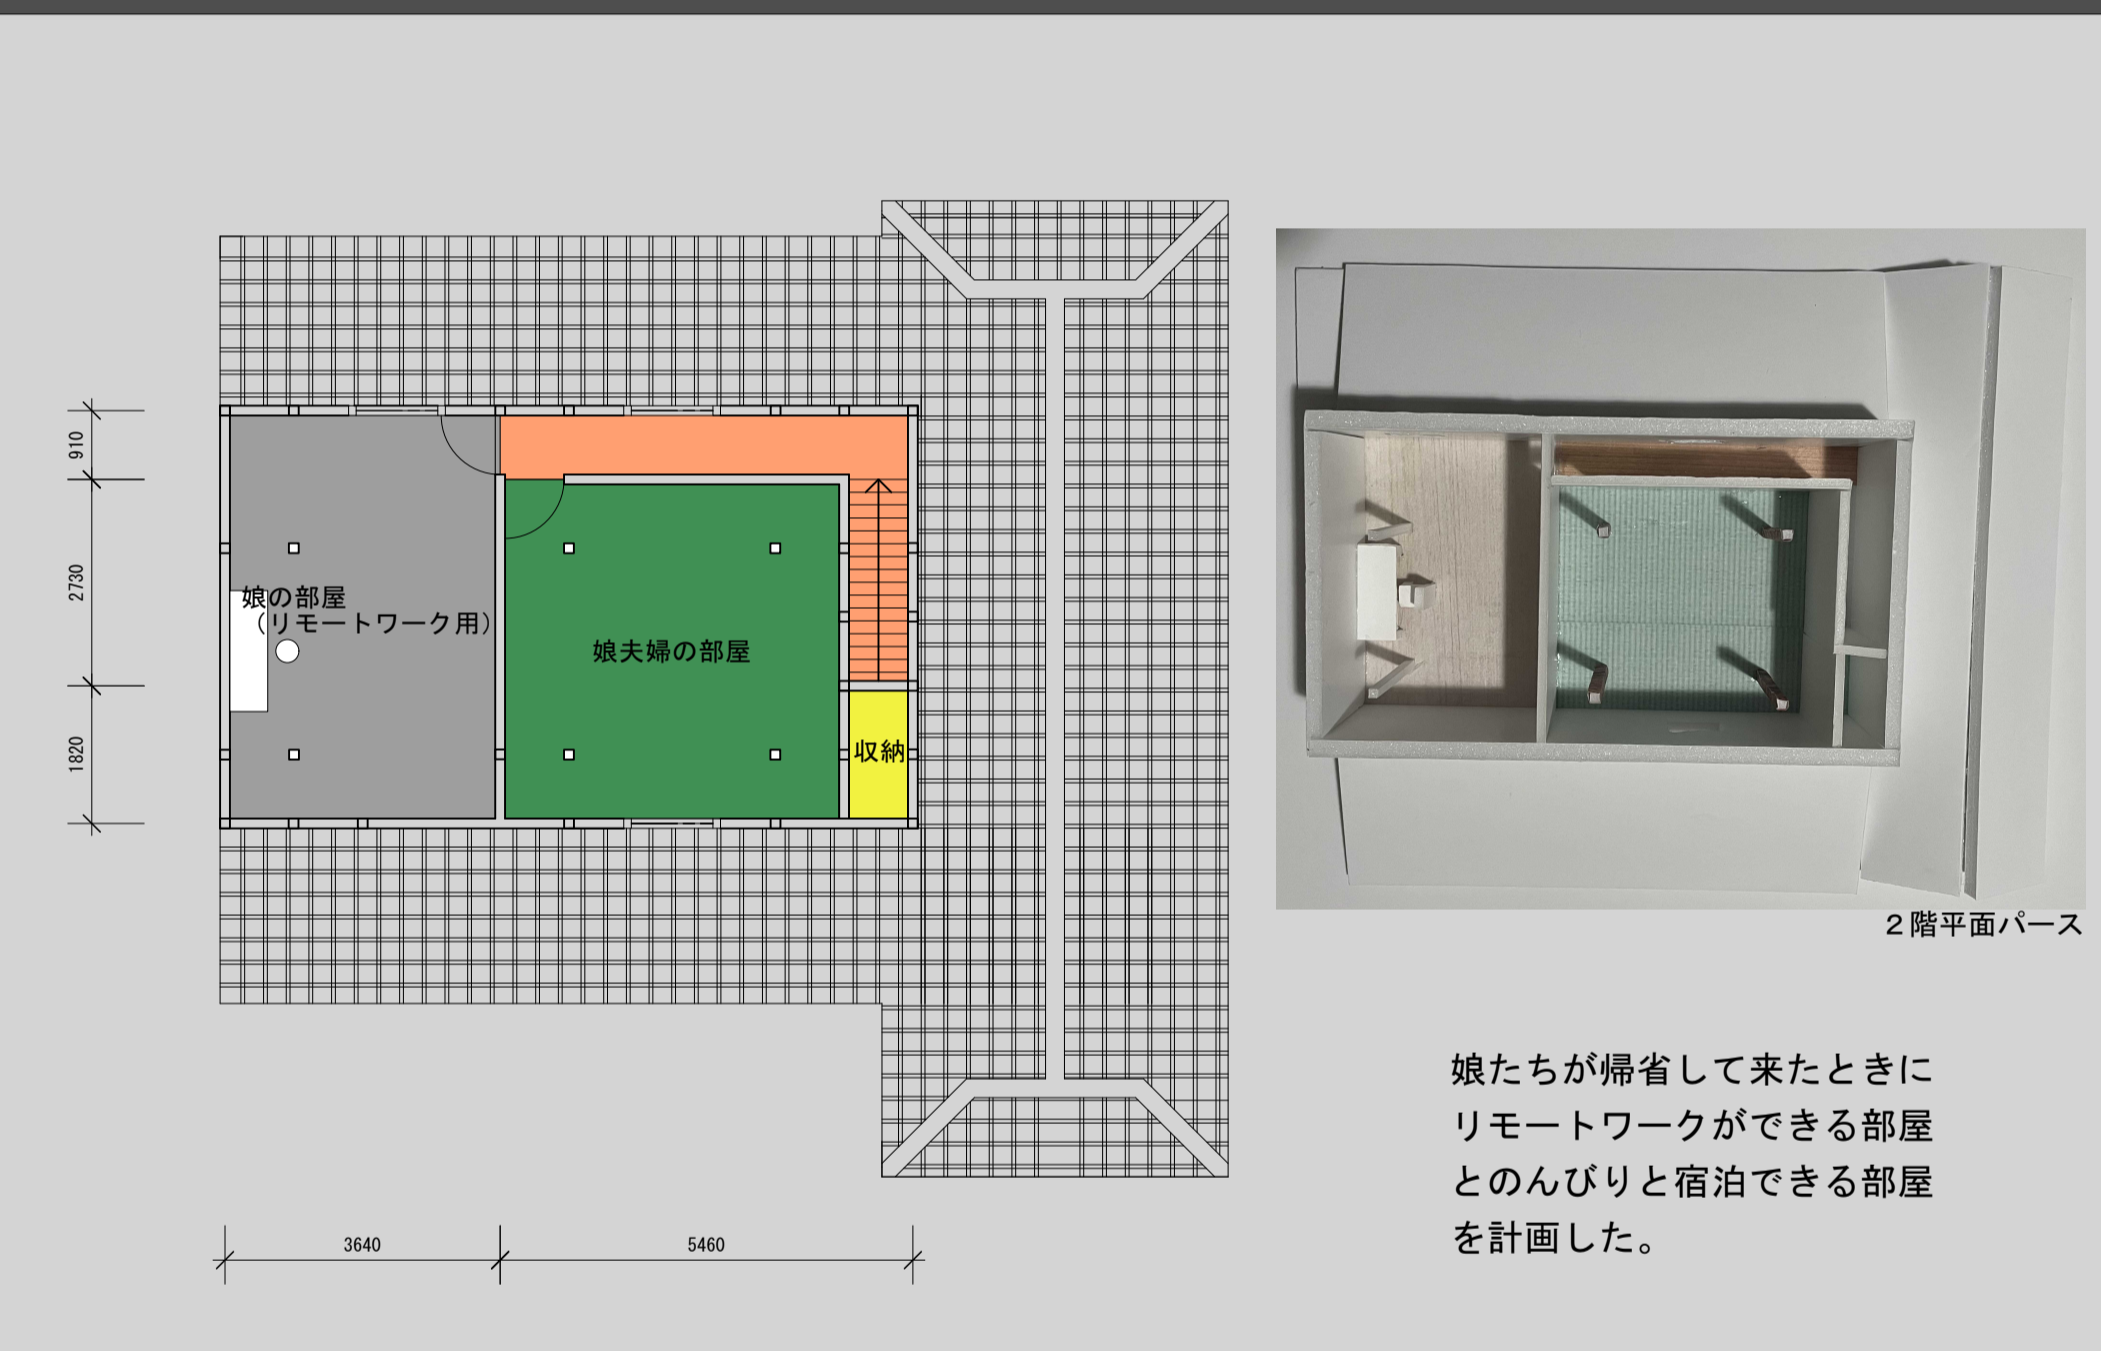 910
2730
1820
娘の部屋
（リモートワーク用）
娘夫婦の部屋
収納
3640
5460
２階平面パース
娘たちが帰省して来たときに
リモートワークができる部屋
とのんびりと宿泊できる部屋
を計画した。